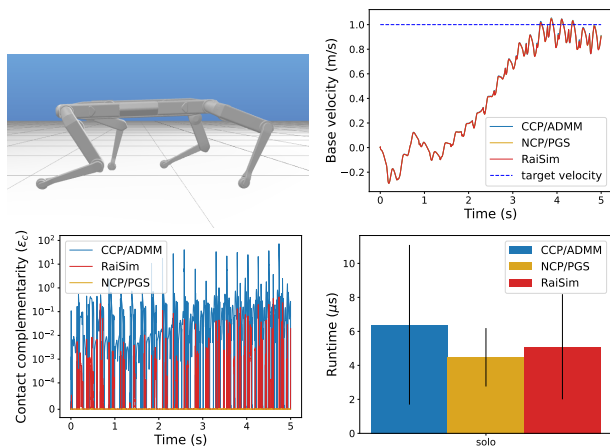 Base velocity (m/s)
1.0
0.8
0.6
0.4
0.2
0.0
−0.2
CCP/ADMM
NCP/PGS
RaiSim
target velocity
0 1 2 3 4 5
Time (s)
Contact complementarity (ϵc)
10²
10¹
10⁰
10⁻¹
10⁻²
10⁻³
10⁻⁴
0
CCP/ADMM
RaiSim
NCP/PGS
0 1 2 3 4 5
Time (s)
Runtime (μs)
10
8
6
4
2
0
CCP/ADMM
NCP/PGS
RaiSim
solo